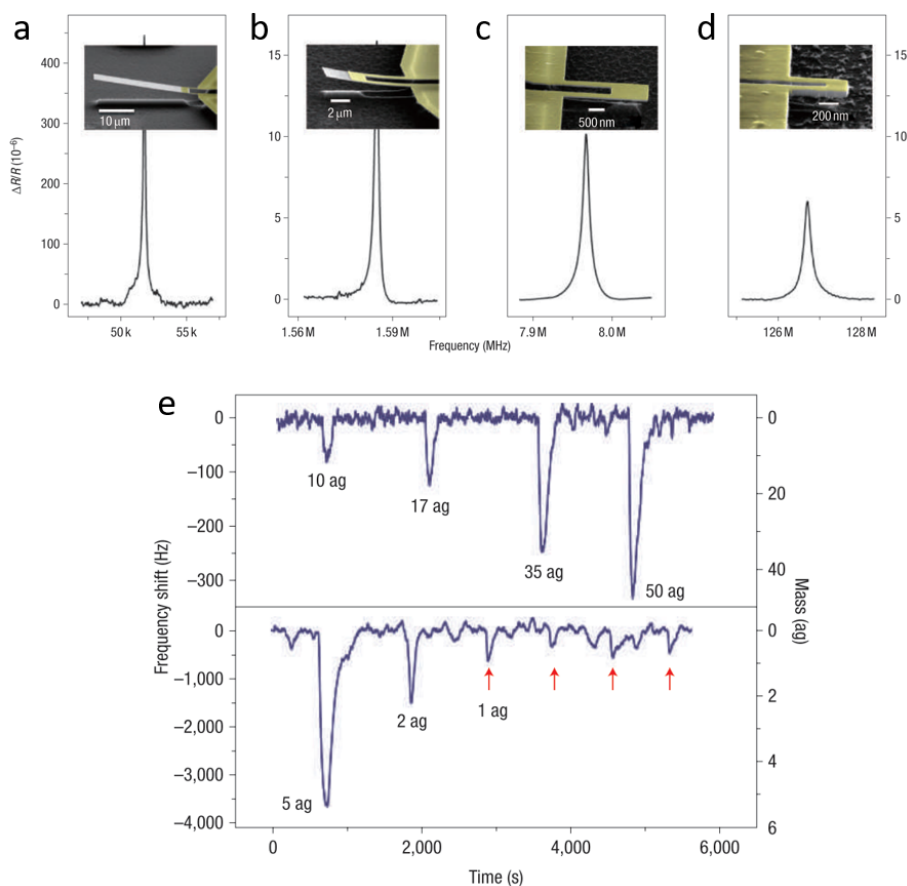 a
b
c
d
400
300
200
100
0
ΔR/R (10⁻⁶)
10 μm
50 k
55 k
15
10
5
0
2 μm
1.56 M
1.59 M
500 nm
7.9 M
8.0 M
200 nm
126 M
128 M
15
10
5
0
Frequency (MHz)
e
0
–100
–200
–300
10 ag
17 ag
35 ag
50 ag
0
20
40
Frequency shift (Hz)
Mass (ag)
0
–1,000
–2,000
–3,000
–4,000
5 ag
2 ag
1 ag
0
2
4
6
0
2,000
4,000
6,000
Time (s)